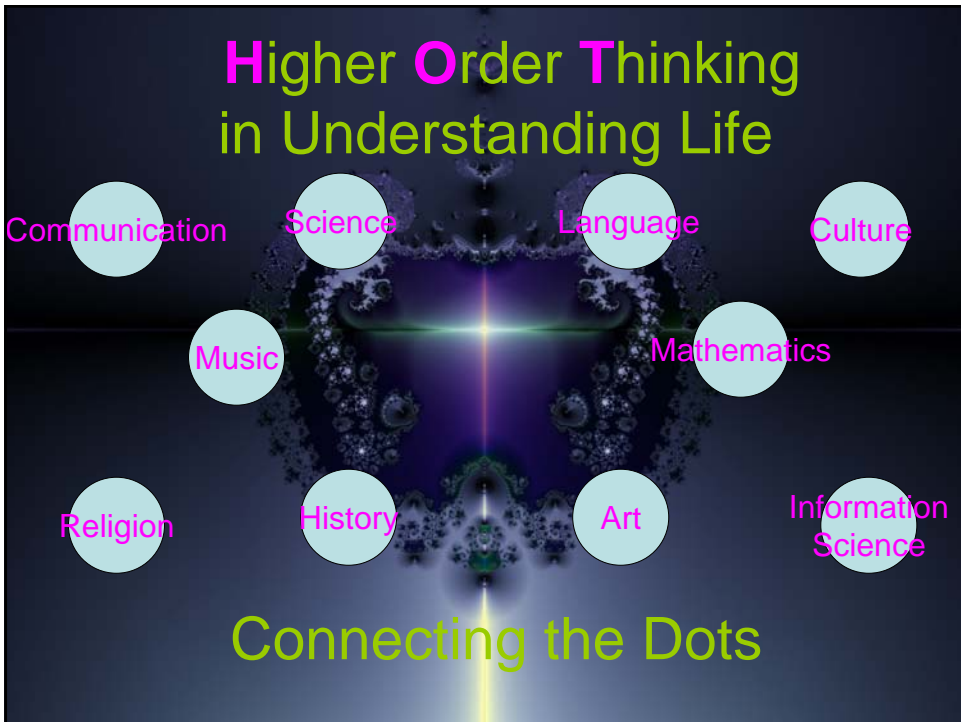 Higher Order Thinking
in Understanding Life
Communication
Science
Language
Culture
Music
Mathematics
Religion
History
Art
Information
Science
Connecting the Dots